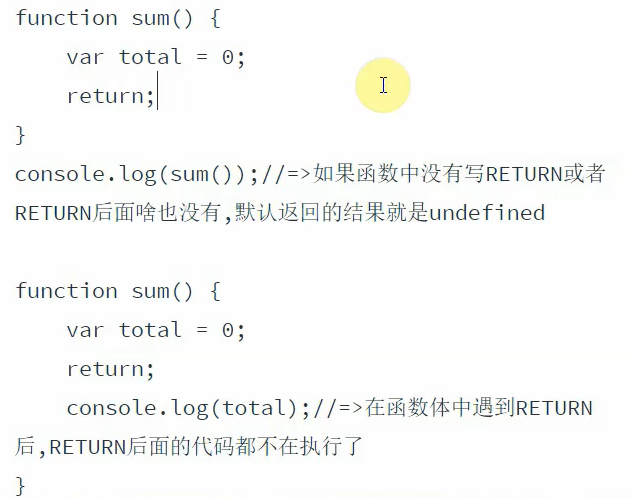 function sum() {
    var total = 0;
    return;
}
console.log(sum());//=>如果函数中没有写RETURN或者
RETURN后面啥也没有,默认返回的结果就是undefined
function sum() {
    var total = 0;
    return;
    console.log(total);//=>在函数体中遇到RETURN
后,RETURN后面的代码都不在执行了
}